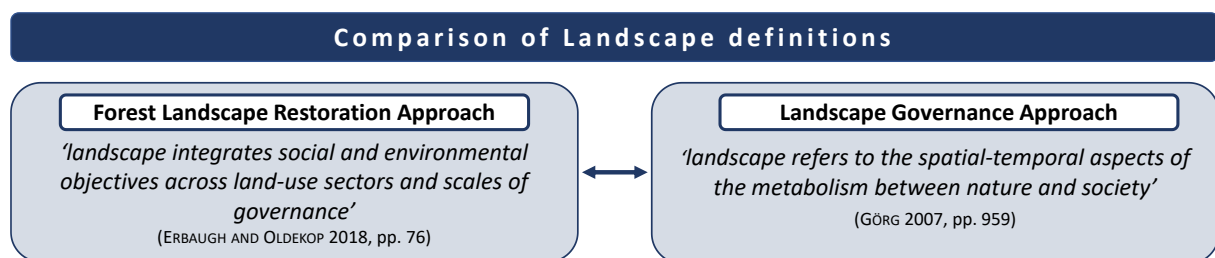 Comparison of Landscape definitions
Forest Landscape Restoration Approach
‘landscape integrates social and environmental
objectives across land-use sectors and scales of
governance’
(ERBAUGH AND OLDEKOP 2018, pp. 76)
Landscape Governance Approach
‘landscape refers to the spatial-temporal aspects of
the metabolism between nature and society’
(GÖRG 2007, pp. 959)